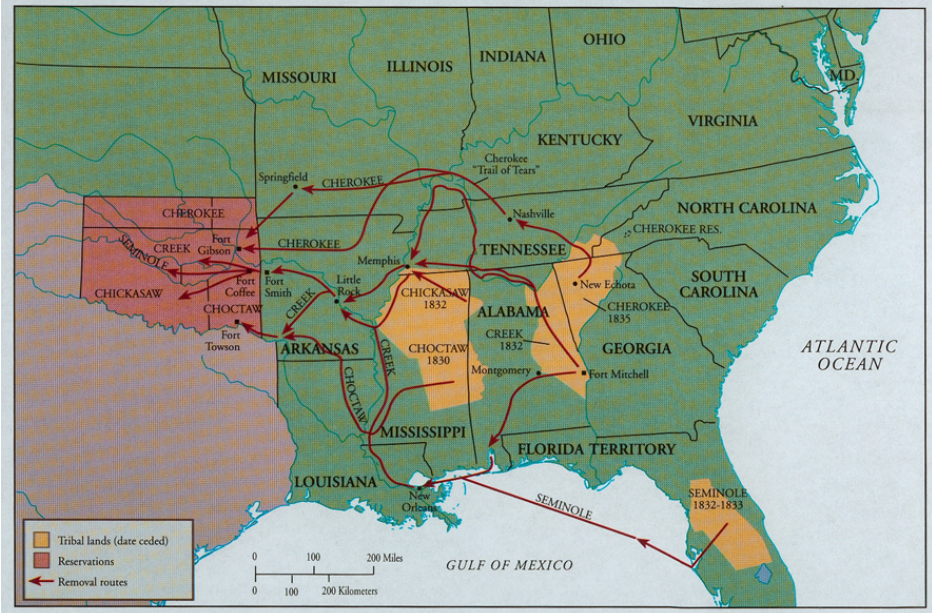 OHIO
INDIANA
ILLINOIS
MISSOURI
MD.
VIRGINIA
KENTUCKY
Cherokee
"Trail of Tears"
Springfield
CHEROKEE
NORTH CAROLINA
CHEROKEE
Nashville
CHEROKEE RES.
CREEK
Fort
Gibson
CHEROKEE
TENNESSEE
SEMINOLE
Memphis
SOUTH
CAROLINA
New Echota
Fort
Coffee
Fort
Smith
Little
Rock
CHICKASAW
CHICKASAW
1832
CHEROKEE
1835
CHOCTAW
CREEK
ALABAMA
CREEK
1832
Fort
Towson
ARKANSAS
CHOCTAW
1830
CREEK
GEORGIA
ATLANTIC
OCEAN
Montgomery
Fort Mitchell
CHOCTAW
MISSISSIPPI
FLORIDA TERRITORY
LOUISIANA
New
Orleans
SEMINOLE
SEMINOLE
1832-1833
Tribal lands (date ceded)
Reservations
Removal routes
0 100 200 Miles
0 100 200 Kilometers
GULF OF MEXICO